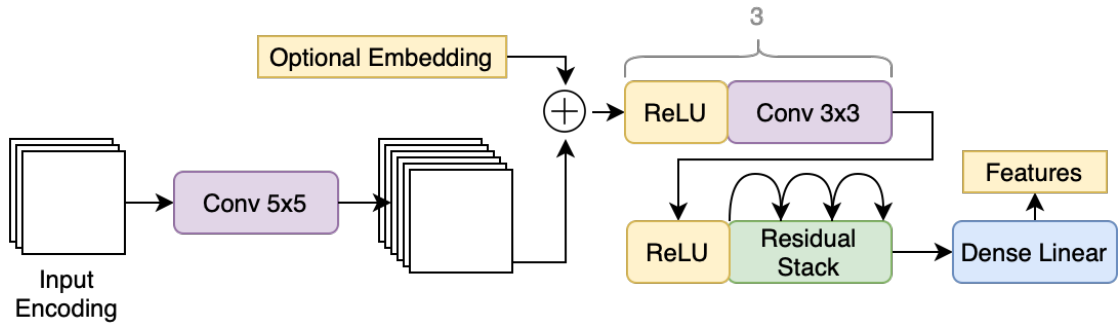 3
Optional Embedding
ReLU
Conv 3x3
Input
Encoding
Conv 5x5
ReLU
Residual
Stack
Dense Linear
Features